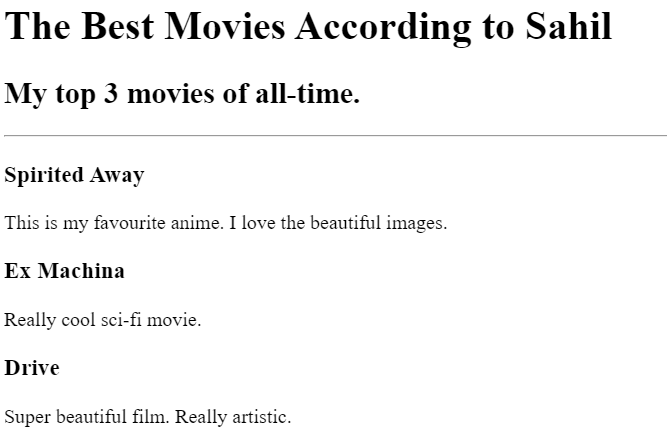 The Best Movies According to Sahil
My top 3 movies of all-time.
Spirited Away
This is my favourite anime. I love the beautiful images.
Ex Machina
Really cool sci-fi movie.
Drive
Super beautiful film. Really artistic.